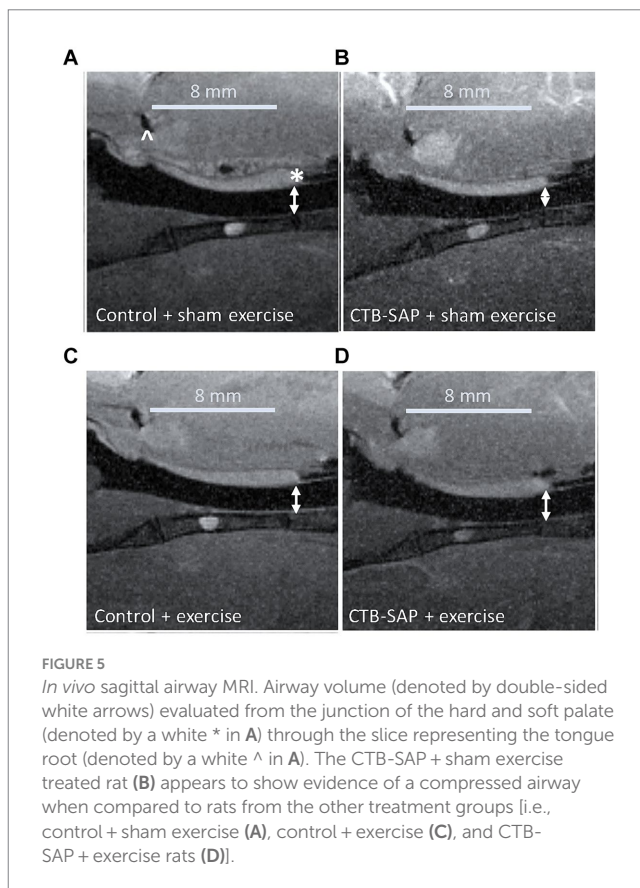 A
B
8 mm
8 mm
^
*
Control + sham exercise
CTB-SAP + sham exercise
C
D
8 mm
8 mm
Control + exercise
CTB-SAP + exercise
FIGURE 5
In vivo sagittal airway MRI. Airway volume (denoted by double-sided
white arrows) evaluated from the junction of the hard and soft palate
(denoted by a white * in A) through the slice representing the tongue
root (denoted by a white ^ in A). The CTB-SAP + sham exercise
treated rat (B) appears to show evidence of a compressed airway
when compared to rats from the other treatment groups [i.e.,
control + sham exercise (A), control + exercise (C), and CTB-
SAP + exercise rats (D)].